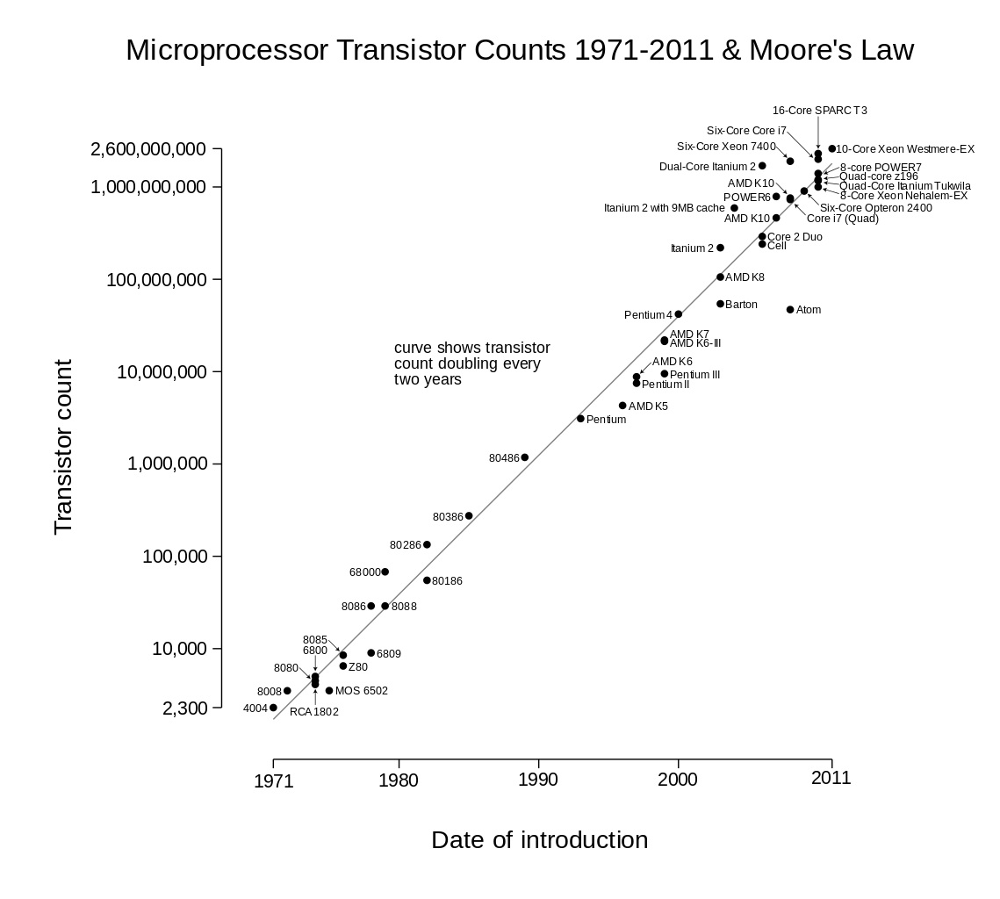 Microprocessor Transistor Counts 1971-2011 & Moore's Law
16-Core SPARC T3
Six-Core Core i7
Six-Core Xeon 7400
10-Core Xeon Westmere-EX
Dual-Core Itanium 2
8-core POWER7
Quad-core z196
AMD K10
Quad-Core Itanium Tukwila
POWER6
8-Core Xeon Nehalem-EX
Itanium 2 with 9MB cache
Six-Core Opteron 2400
AMD K10
Core i7 (Quad)
Core 2 Duo
Cell
Itanium 2
AMD K8
Barton
Atom
Pentium 4
AMD K7
AMD K6-III
curve shows transistor
count doubling every
two years
AMD K6
Pentium III
Pentium II
AMD K5
Pentium
80486
80386
80286
68000
80186
8086
8088
8085
6800
6809
8080
Z80
8008
MOS 6502
4004
RCA 1802
2,600,000,000
1,000,000,000
100,000,000
10,000,000
1,000,000
100,000
10,000
2,300
Transistor count
1971
1980
1990
2000
2011
Date of introduction